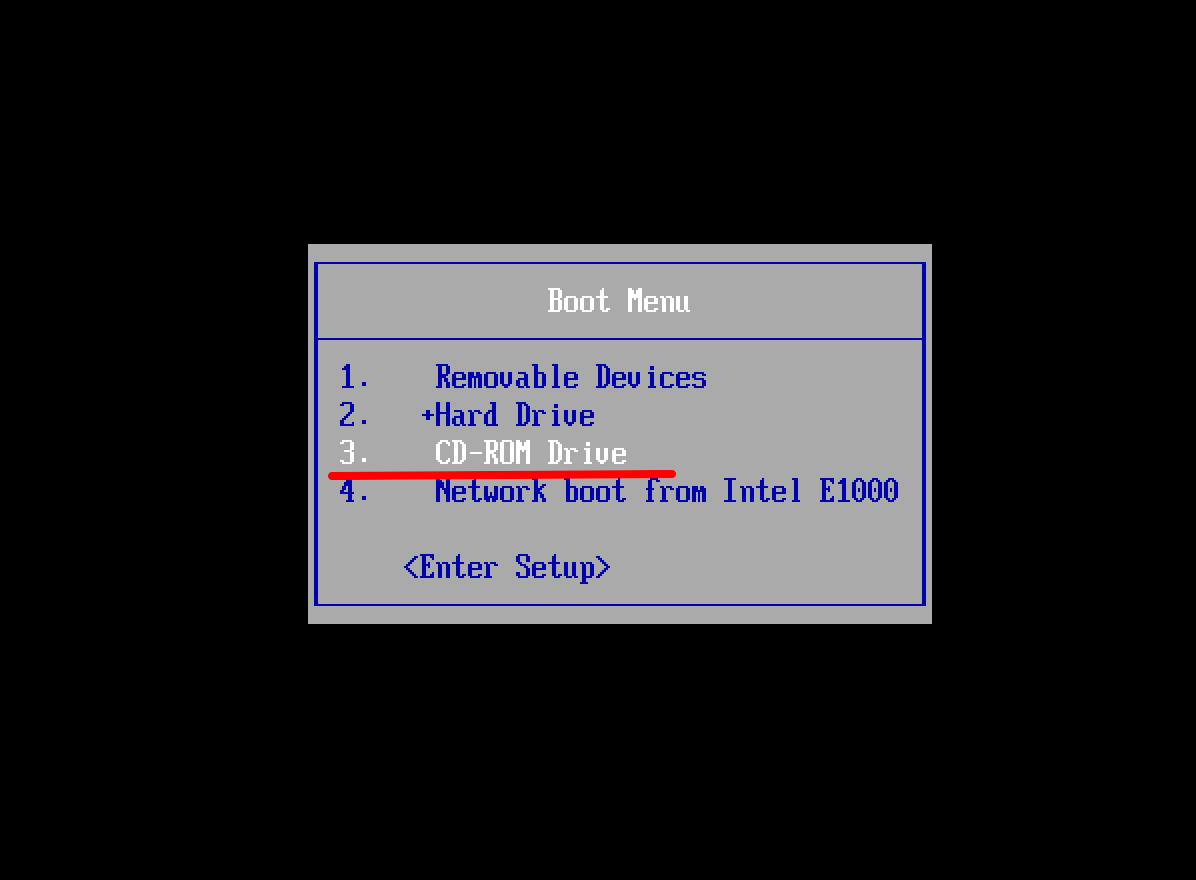 Boot Menu
1. Removable Devices
2. +Hard Drive
3. CD-ROM Drive
4. Network boot from Intel E1000
<Enter Setup>